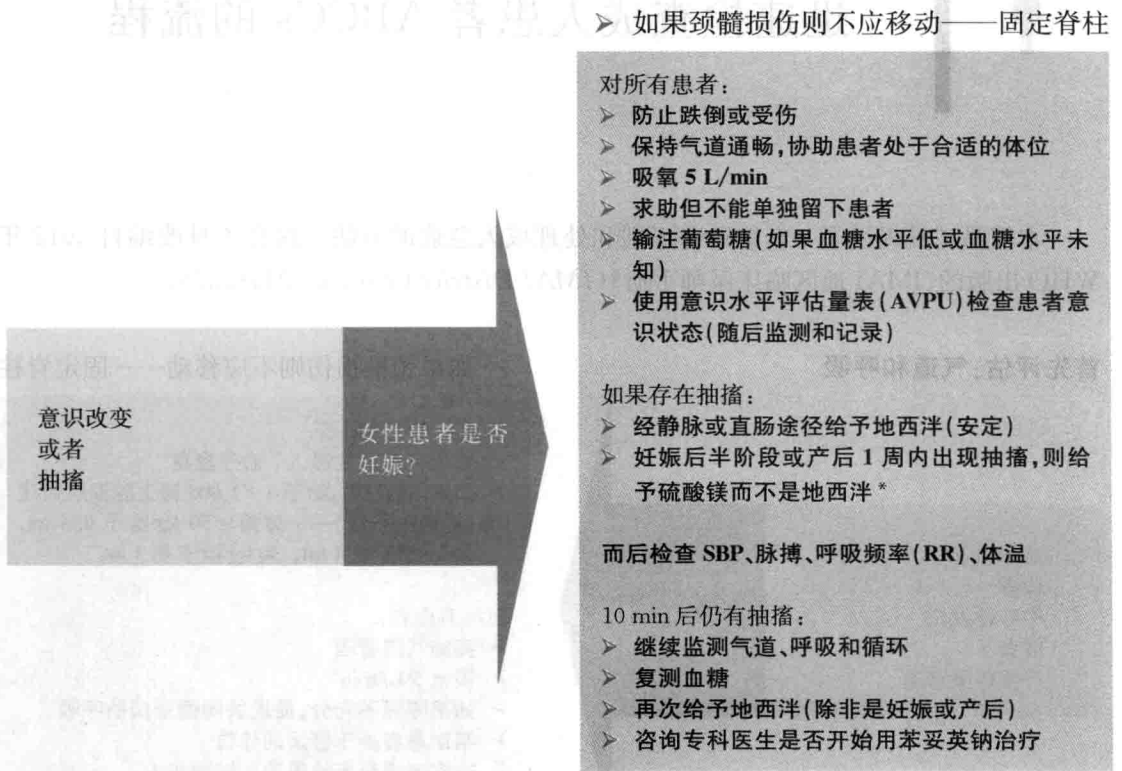 ➢ 如果颈髓损伤则不应移动——固定脊柱
意识改变
或者
抽搐
女性患者是否
妊娠?
对所有患者:
➢ 防止跌倒或受伤
➢ 保持气道通畅,协助患者处于合适的体位
➢ 吸氧 5 L/min
➢ 求助但不能单独留下患者
➢ 输注葡萄糖(如果血糖水平低或血糖水平未
知)
➢ 使用意识水平评估量表(AVPU)检查患者意
识状态(随后监测和记录)
如果存在抽搐:
➢ 经静脉或直肠途径给予地西泮(安定)
➢ 妊娠后半阶段或产后 1 周内出现抽搐,则给
予硫酸镁而不是地西泮*
而后检查 SBP、脉搏、呼吸频率(RR)、体温
10 min 后仍有抽搐:
➢ 继续监测气道、呼吸和循环
➢ 复测血糖
➢ 再次给予地西泮(除非是妊娠或产后)
➢ 咨询专科医生是否开始用苯妥英钠治疗